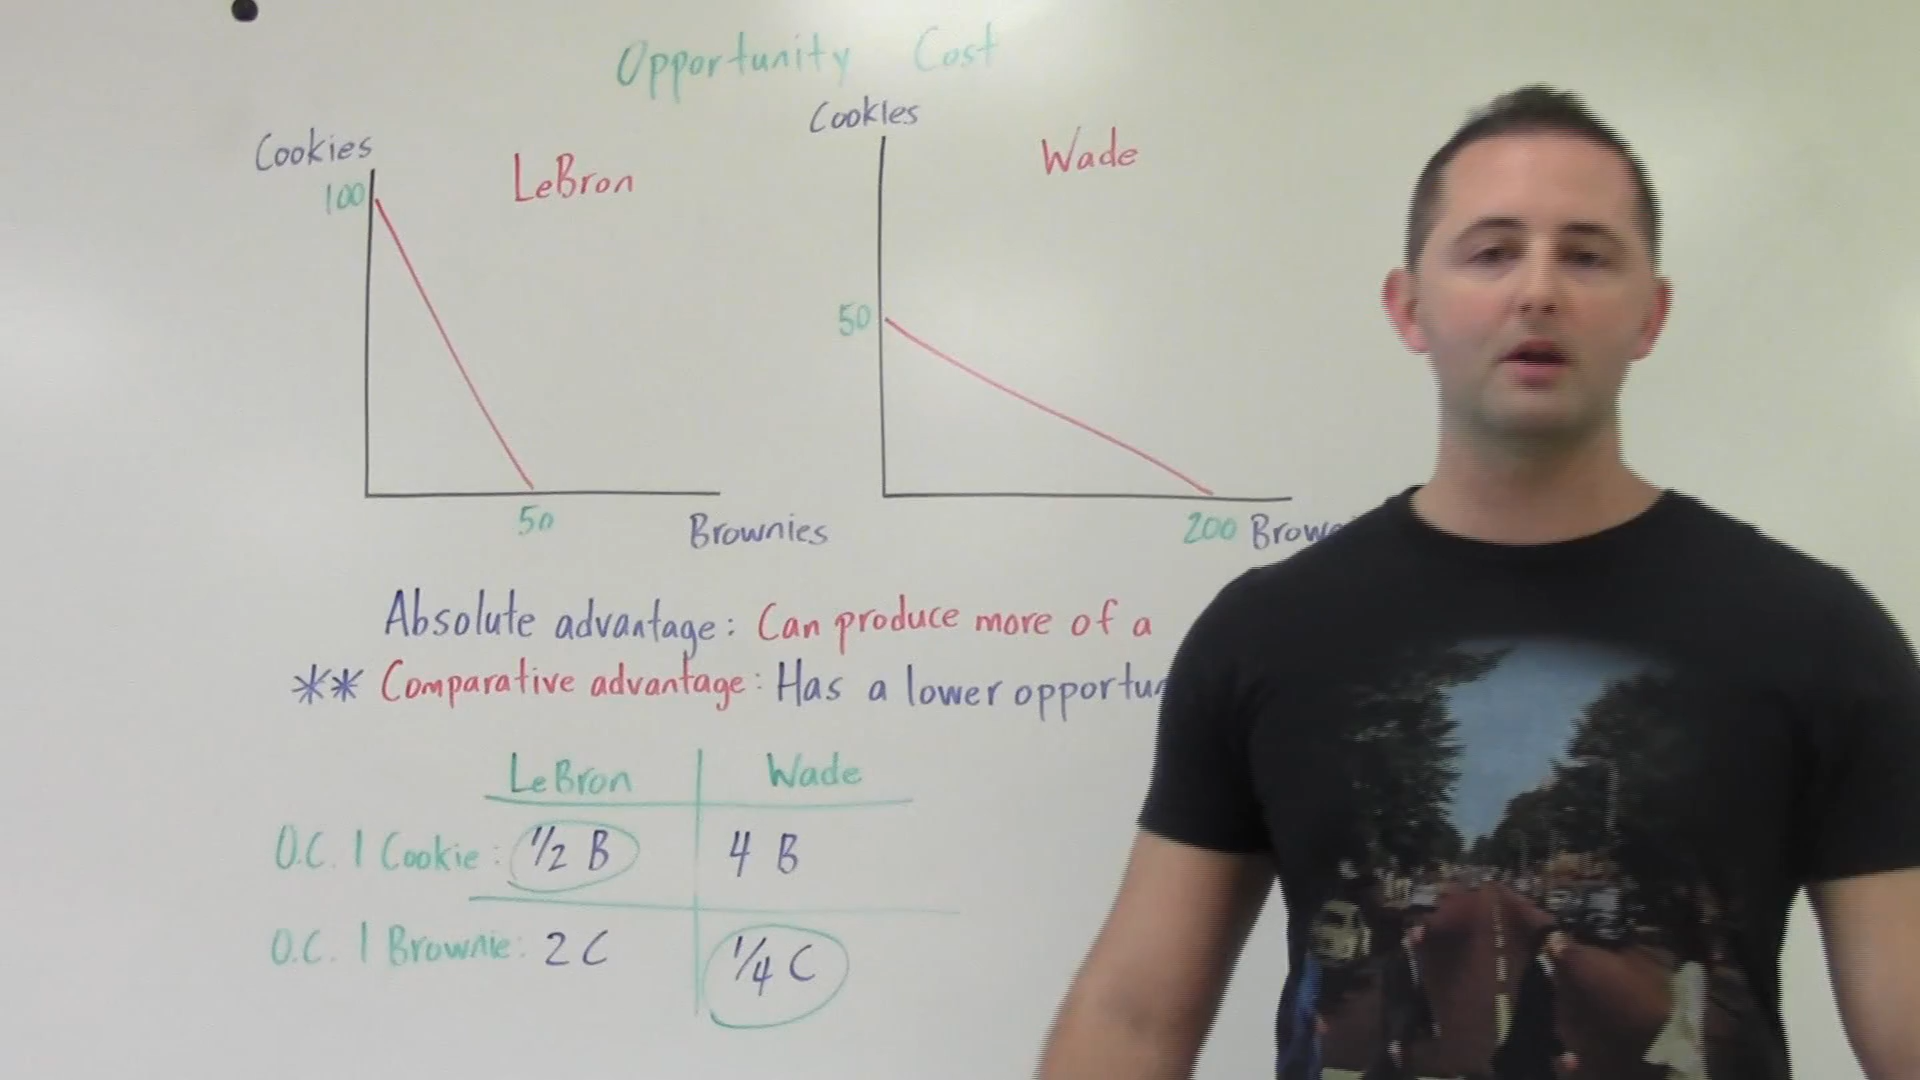 Opportunity Cost
Cookies
LeBron
100
50
Brownies
Cookies
Wade
50
200
Absolute advantage: Can produce more of a
** Comparative advantage: Has a lower
LeBron Wade
O.C. 1 Cookie: 1/2 B 4 B
O.C. 1 Brownie: 2 C 1/4 C